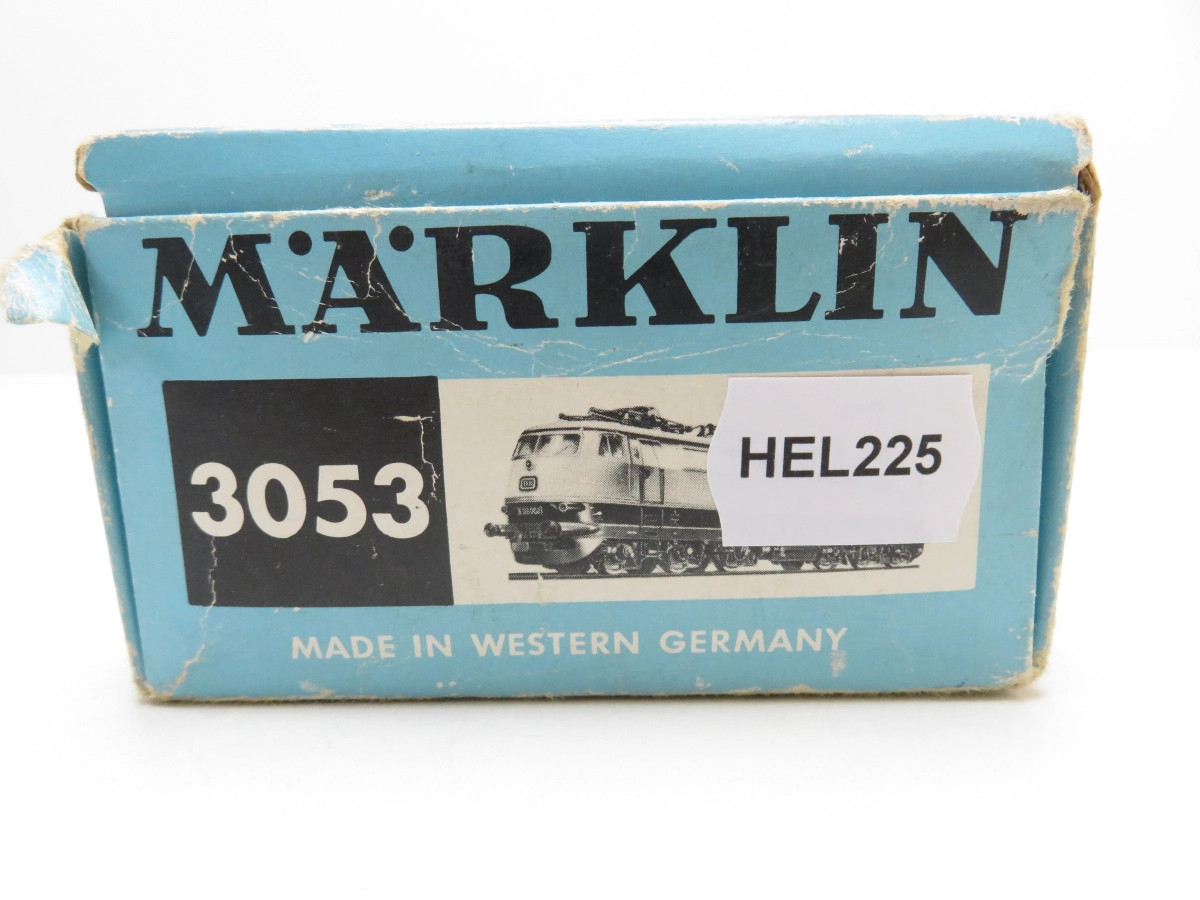 MÄRKLIN
3053
HEL225
MADE IN WESTERN GERMANY